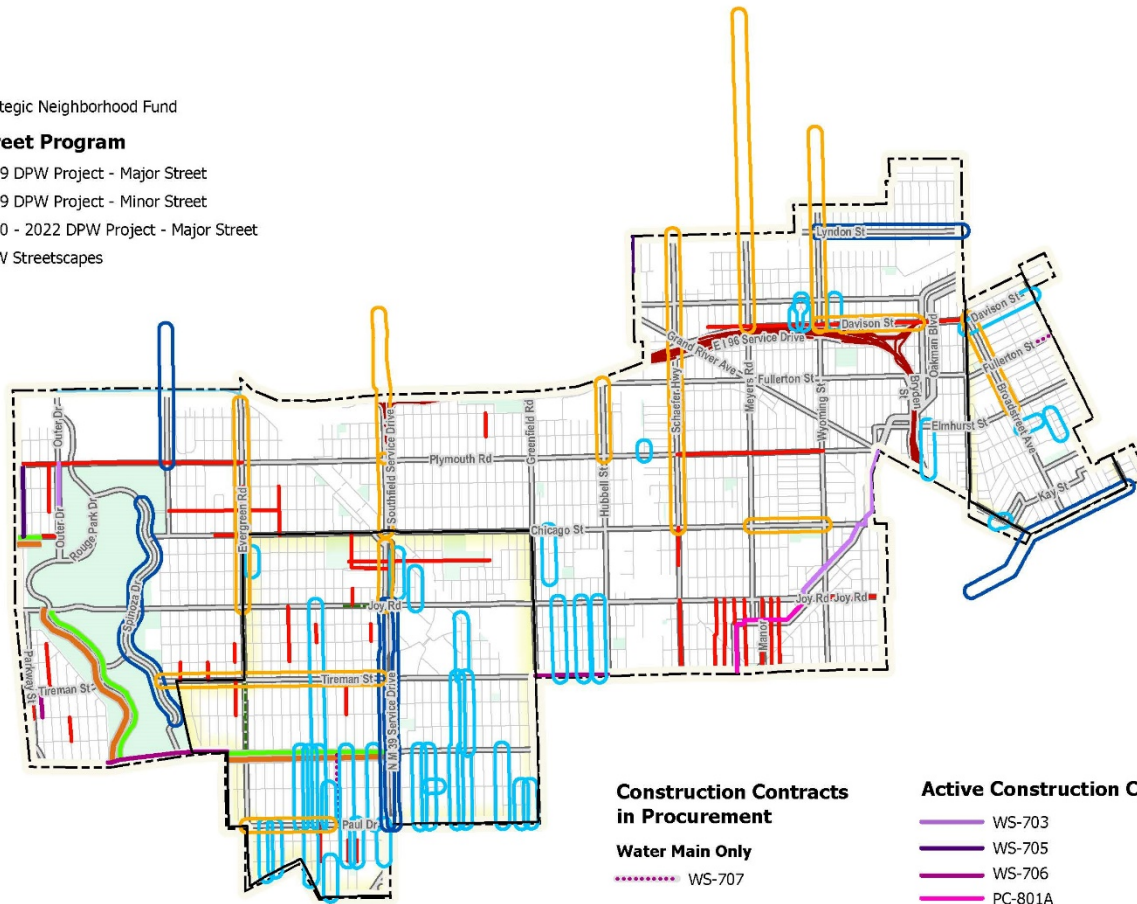 tegic Neighborhood Fund
reet Program
9 DPW Project - Major Street
9 DPW Project - Minor Street
0 - 2022 DPW Project - Major Street
W Streetscapes
Lyndon St
Davison St
Davison St
Grand River Ave
E I 96 Service Drive
Fullerton St
Fullerton St
Oakman Blvd
Bryden St
Elmhurst St
Broadstreet Ave
Kay St
Schaefer Hwy
Meyers Rd
Wyoming St
Outer Dr
Outer Dr
Rouge Park Dr
Plymouth Rd
Evergreen Rd
Southfield Service Drive
Greenfield Rd
Hubbell St
Chicago St
Spinoza Dr
Joy Rd
Joy Rd
Joy Rd
Manor
Parkway St
Tireman St
Tireman St
N M 39 Service Drive
Paul Dr
Construction Contracts
in Procurement
Water Main Only
WS-707
Active Construction C
WS-703
WS-705
WS-706
PC-801A